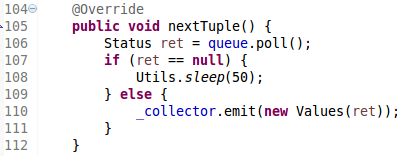 104 @Override
105 public void nextTuple() {
106 Status ret = queue.poll();
107 if (ret == null) {
108 Utils.sleep(50);
109 } else {
110 _collector.emit(new Values(ret));
111 }
112 }